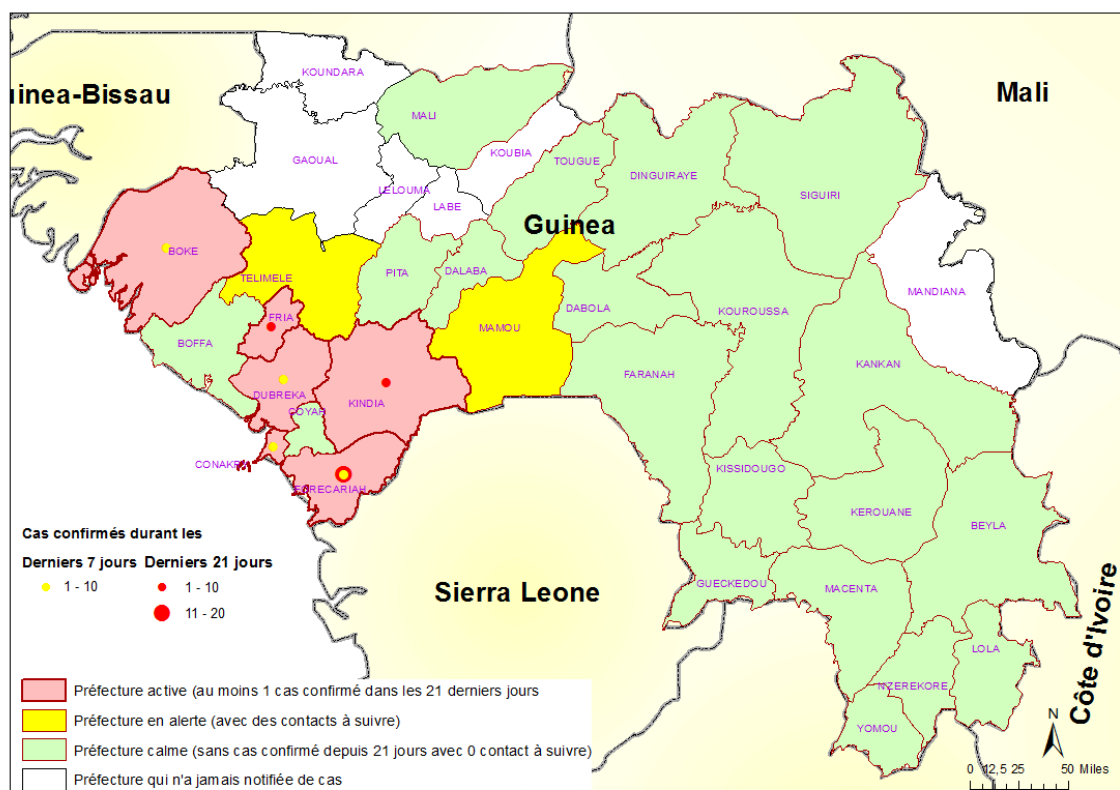 KOUNDARA
uinea-Bissau
Mali
MALI
KOUBIA
GAOUAL
TOUGUE
DINGUIRAYE
LELOUMA
SIGUIRI
LABE
Guinea
BOKE
PITA
DALABA
TELIMELE
MANDIANA
DABOLA
KOUROUSSA
FRIA
MAMOU
BOFFA
KANKAN
FARANAH
DUBREKA
KINDIA
COYAH
CONAKR
KISSIDOUGO
FORECARIAH
KEROUANE
BEYLA
Cas confirmés durant les
Derniers 7 jours Derniers 21 jours
1 - 10 1 - 10
11 - 20
GUECKEDOU
MACENTA
Sierra Leone
Côte d'Ivoire
LOLA
N'ZEREKORE
YOMOU
Préfecture active (au moins 1 cas confirmé dans les 21 derniers jours
Préfecture en alerte (avec des contacts à suivre)
Préfecture calme (sans cas confirmé depuis 21 jours avec 0 contact à suivre)
Préfecture qui n'a jamais notifiée de cas
N
0 12,5 25 50 Miles